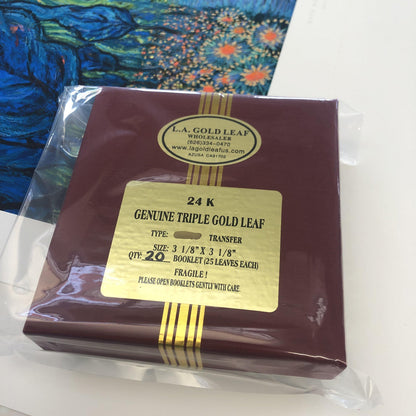 L.A. GOLD LEAF
WHOLESALER
(626)334-0470
www.lagoldleafus.com
AZUSA CA91702
24 K
GENUINE TRIPLE GOLD LEAF
TYPE: TRANSFER
SIZE: 3 1/8" X 3 1/8"
QTY: 20 BOOKLET (25 LEAVES EACH)
FRAGILE!
PLEASE OPEN BOOKLETS GENTLY WITH CARE.